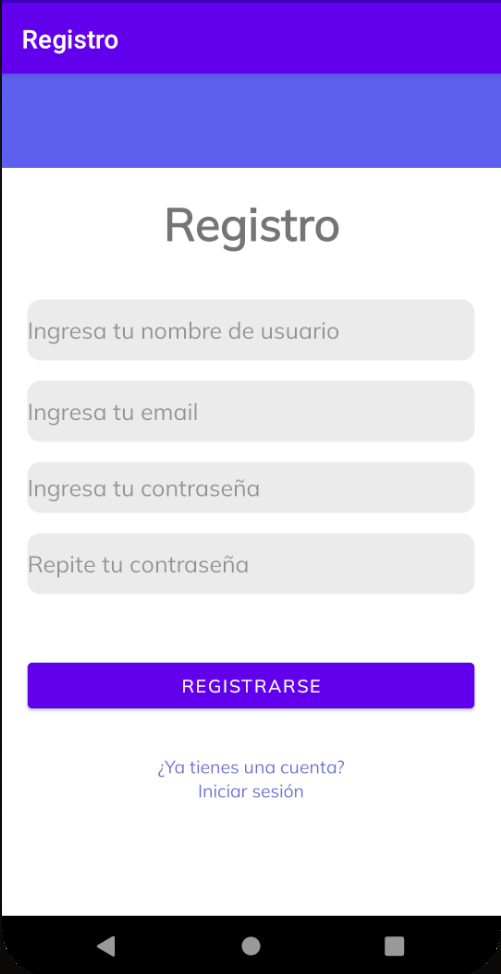 Registro
Registro
Ingresa tu nombre de usuario
Ingresa tu email
Ingresa tu contraseña
Repite tu contraseña
REGISTRARSE
¿Ya tienes una cuenta?
Iniciar sesión